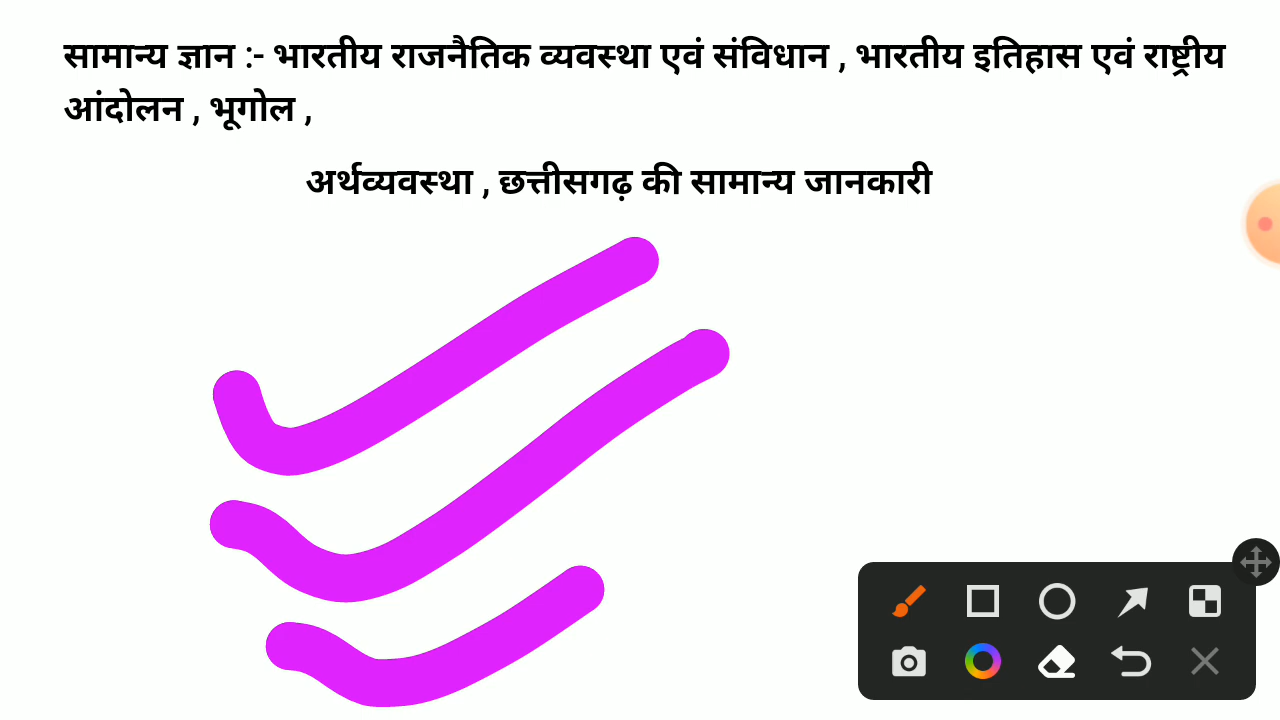 सामान्य ज्ञान :- भारतीय राजनैतिक व्यवस्था एवं संविधान , भारतीय इतिहास एवं राष्ट्रीय
आंदोलन , भूगोल ,
अर्थव्यवस्था , छत्तीसगढ़ की सामान्य जानकारी